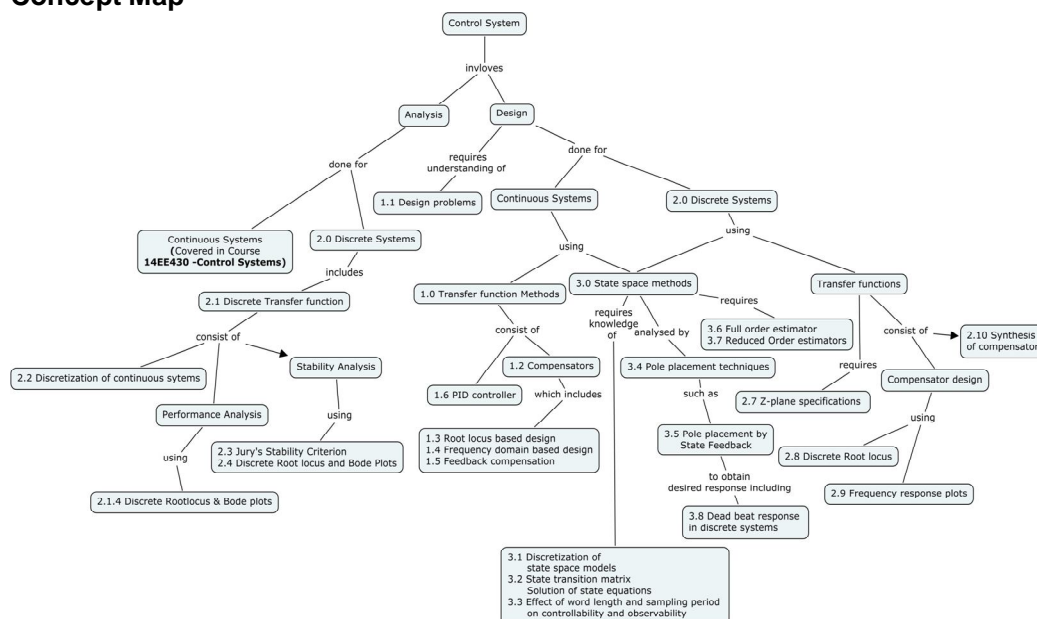 Concept Map
Control System
invloves
Analysis
Design
requires
understanding of
done for
done for
1.1 Design problems
Continuous Systems
2.0 Discrete Systems
Continuous Systems
(Covered in Course
14EE430 -Control Systems)
2.0 Discrete Systems
using
using
includes
2.1 Discrete Transfer function
1.0 Transfer function Methods
3.0 State space methods
Transfer functions
consist of
consist of
requires
knowledge
of
analysed by
requires
3.6 Full order estimator
3.7 Reduced Order estimators
consist of
2.10 Synthesis
of compensator
Stability Analysis
1.2 Compensators
3.4 Pole placement techniques
requires
2.2 Discretization of continuous sytems
1.6 PID controller
which includes
such as
2.7 Z-plane specifications
Compensator design
Performance Analysis
using
using
2.3 Jury's Stability Criterion
2.4 Discrete Root locus and Bode Plots
1.3 Root locus based design
1.4 Frequency domain based design
1.5 Feedback compensation
3.5 Pole placement by
State Feedback
2.8 Discrete Root locus
using
to obtain
desired response including
2.9 Frequency response plots
2.1.4 Discrete Rootlocus & Bode plots
3.8 Dead beat response
in discrete systems
3.1 Discretization of
state space models
3.2 State transition matrix
Solution of state equations
3.3 Effect of word length and sampling period
on controllability and observability